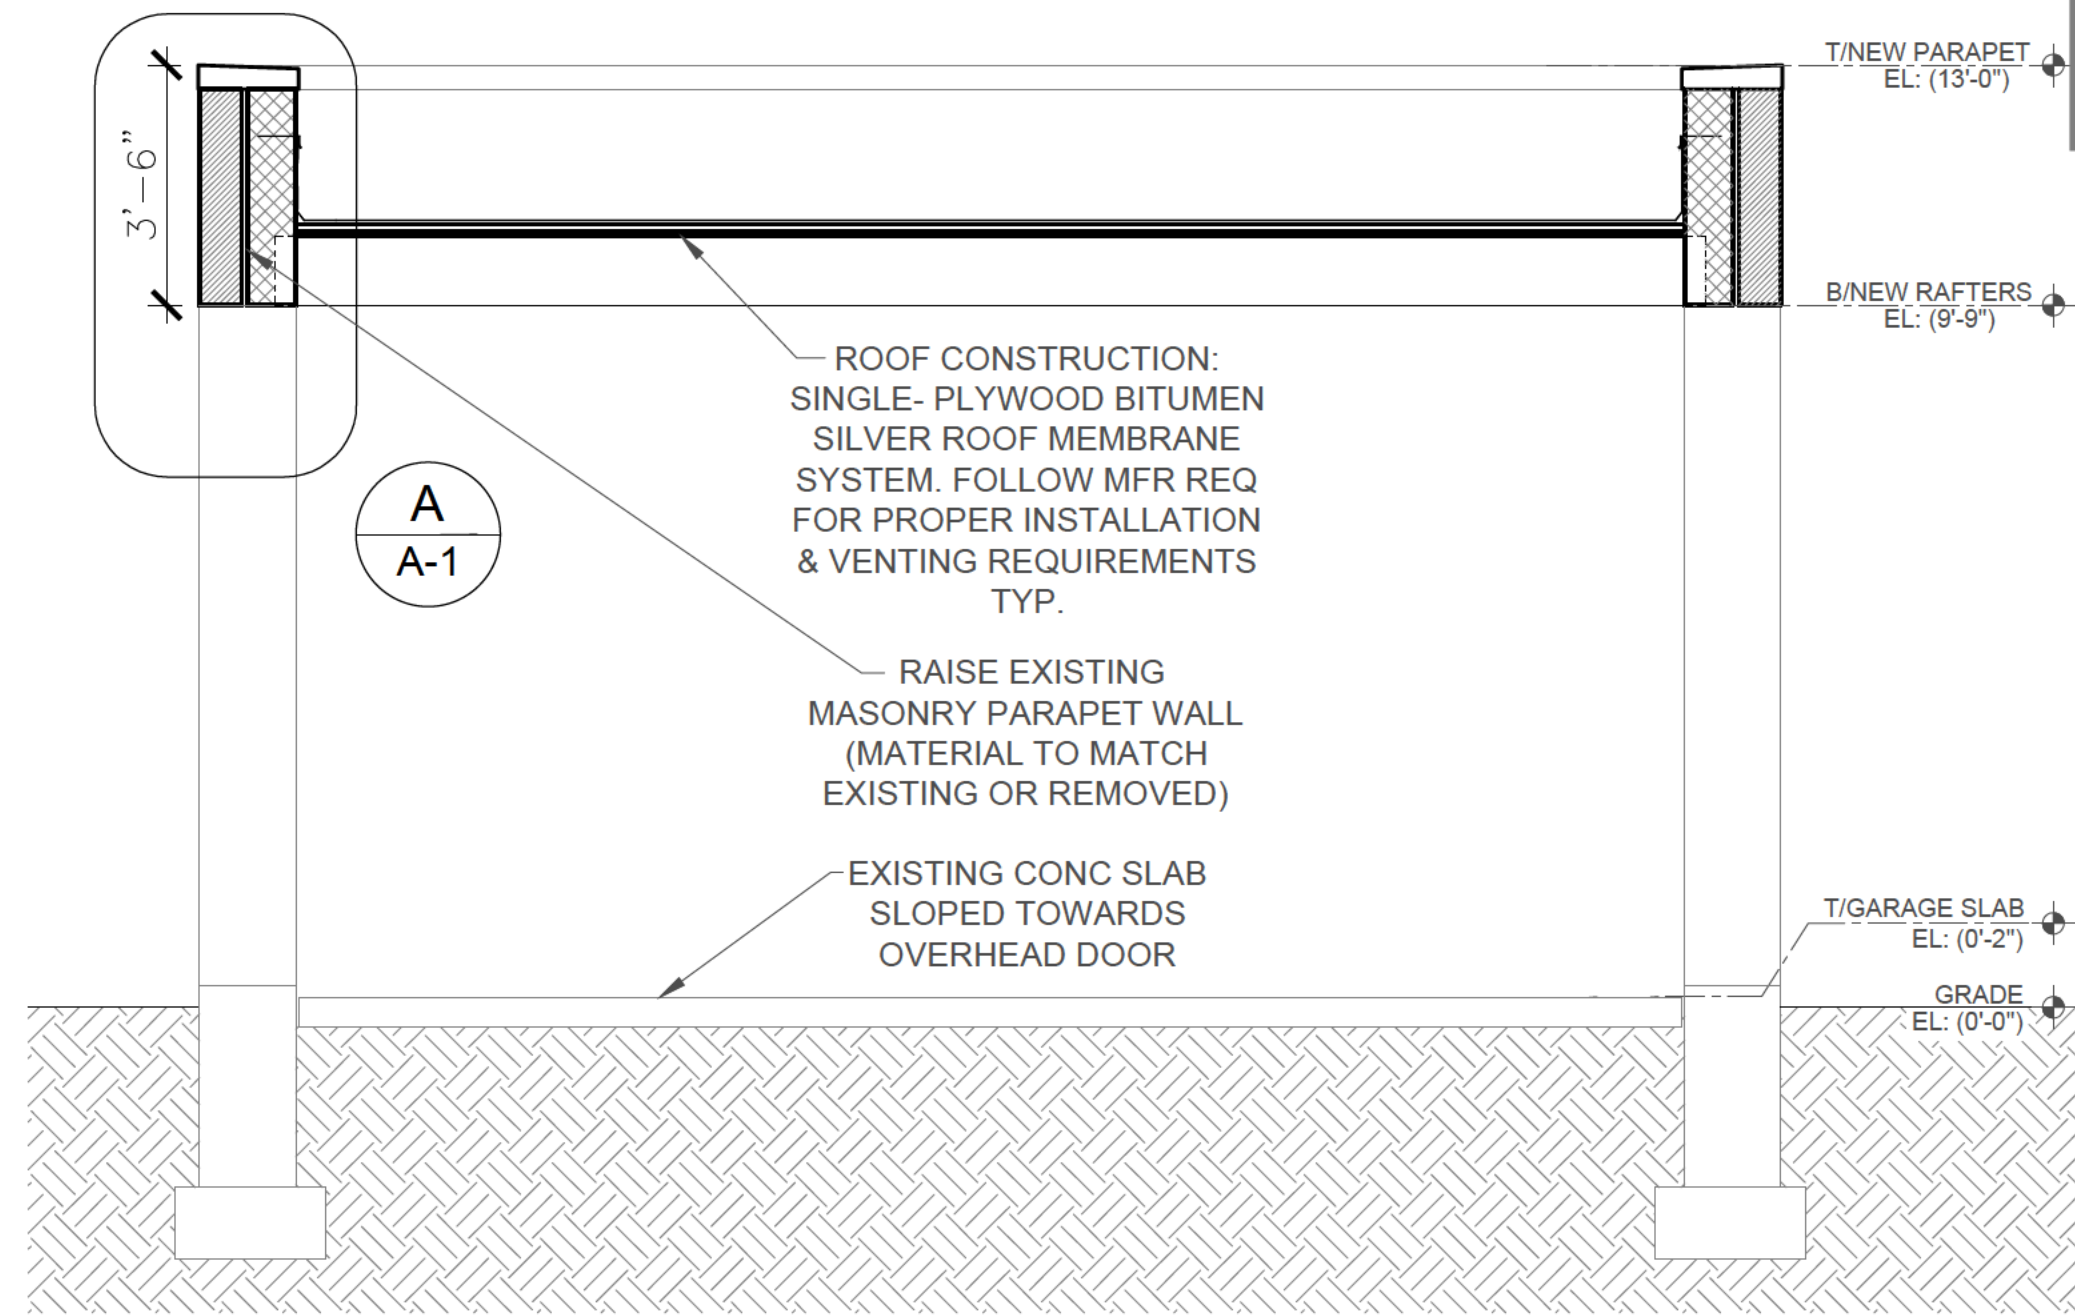 T/NEW PARAPET
EL: (13'-0")
3'-6"
B/NEW RAFTERS
EL: (9'-9")
ROOF CONSTRUCTION:
SINGLE- PLYWOOD BITUMEN
SILVER ROOF MEMBRANE
SYSTEM. FOLLOW MFR REQ
FOR PROPER INSTALLATION
& VENTING REQUIREMENTS
TYP.
A
A-1
RAISE EXISTING
MASONRY PARAPET WALL
(MATERIAL TO MATCH
EXISTING OR REMOVED)
EXISTING CONC SLAB
SLOPED TOWARDS
OVERHEAD DOOR
T/GARAGE SLAB
EL: (0'-2")
GRADE
EL: (0'-0")